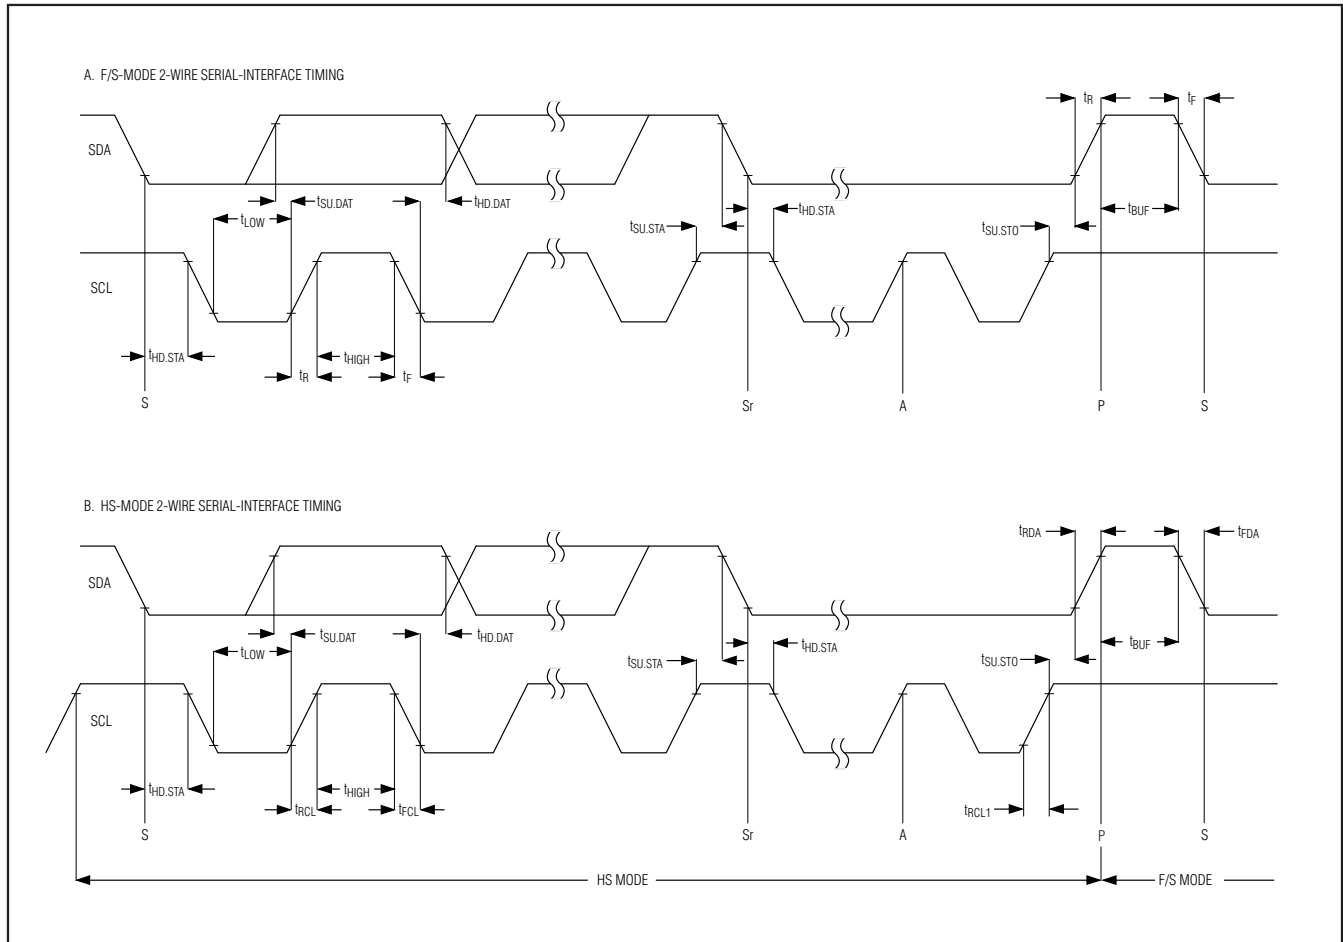 A. F/S-MODE 2-WIRE SERIAL-INTERFACE TIMING
tR
tF
SDA
tSU.DAT
tHD.DAT
tHD.STA
tBUF
tLOW
tSU.STA
tSU.STO
SCL
tHD.STA
tHIGH
tR
tF
S
Sr
A
P
S
B. HS-MODE 2-WIRE SERIAL-INTERFACE TIMING
tRDA
tFDA
SDA
tSU.DAT
tHD.DAT
tHD.STA
tBUF
tLOW
tSU.STA
tSU.STO
SCL
tHD.STA
tHIGH
tRCL
tFCL
tRCL1
S
Sr
A
P
S
HS MODE
F/S MODE